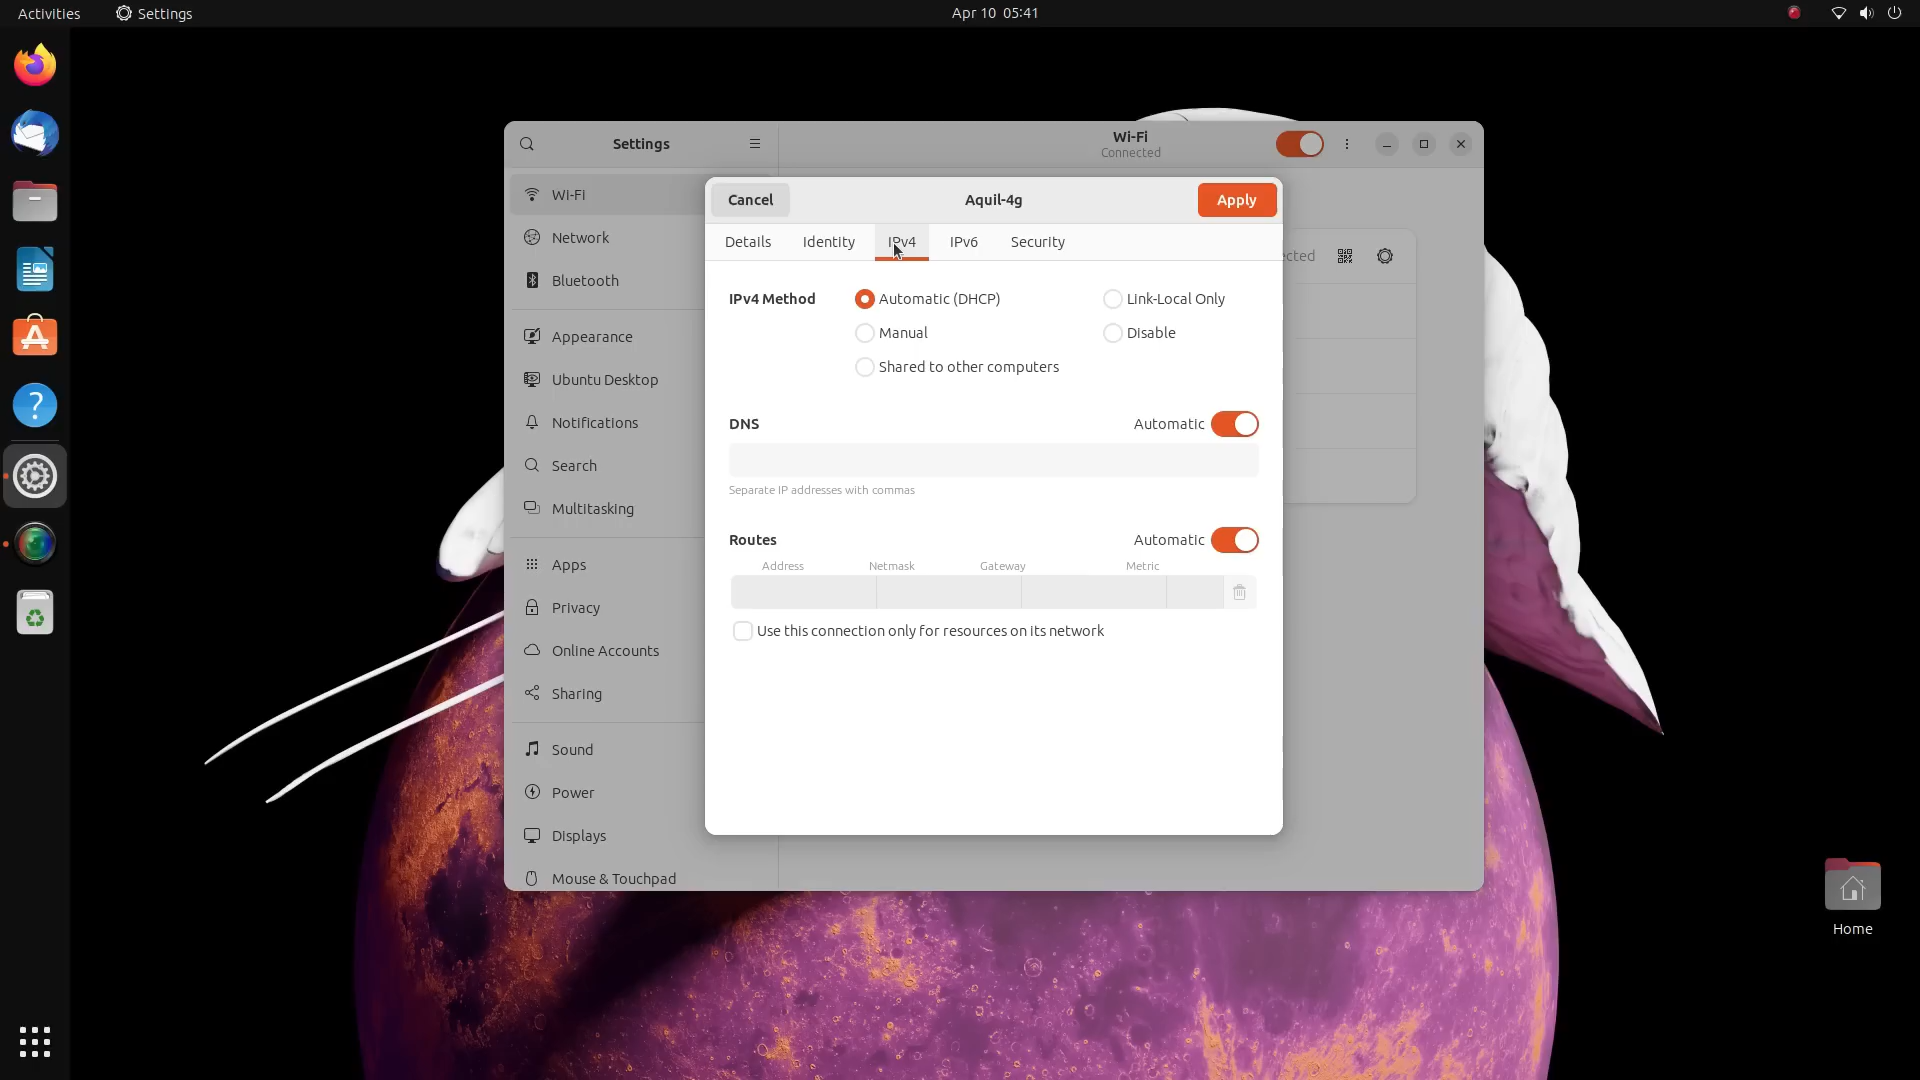 Activities
Settings
Apr 10 05:41
Settings
Wi-Fi
Connected
Wi-Fi
Network
Bluetooth
Appearance
Ubuntu Desktop
Notifications
Search
Multitasking
Apps
Privacy
Online Accounts
Sharing
Sound
Power
Displays
Mouse & Touchpad
Cancel
Aquil-4g
Apply
Details
Identity
IPv4
IPv6
Security
IPv4 Method
Automatic (DHCP)
Link-Local Only
Manual
Disable
Shared to other computers
DNS
Automatic
Separate IP addresses with commas
Routes
Automatic
Address
Netmask
Gateway
Metric
Use this connection only for resources on its network
Home